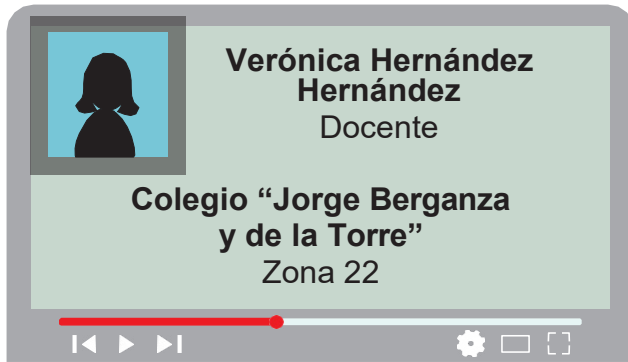 Verónica Hernández
Hernández
Docente
Colegio “Jorge Berganza
y de la Torre”
Zona 22